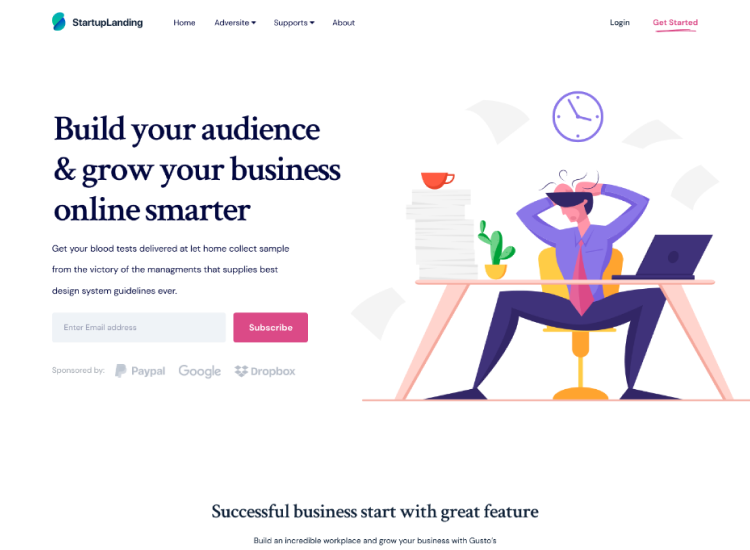 StartupLanding
Home Adversite Supports About
Login Get Started
Build your audience
& grow your business
online smarter
Get your blood tests delivered at let home collect sample
from the victory of the managments that supplies best
design system guidelines ever.
Enter Email address Subscribe
Sponsored by: Paypal Google Dropbox
Successful business start with great feature
Build an incredible workplace and grow your business with Gusto's